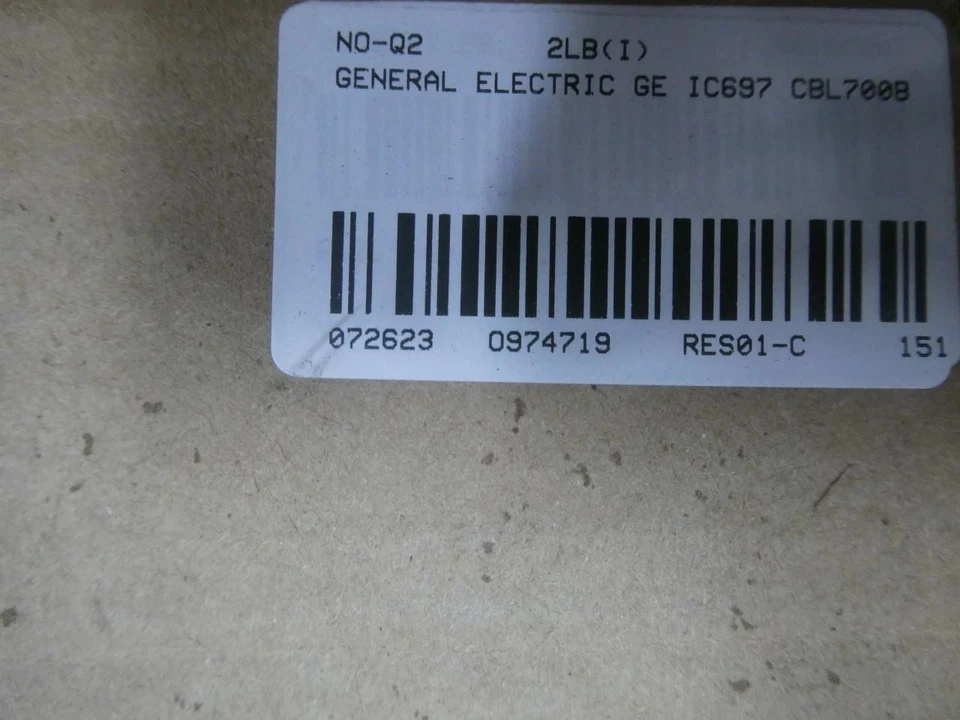 NO-Q2 2LB(I)
GENERAL ELECTRIC GE IC697 CBL700B
072623 0974719 RES01-C 151